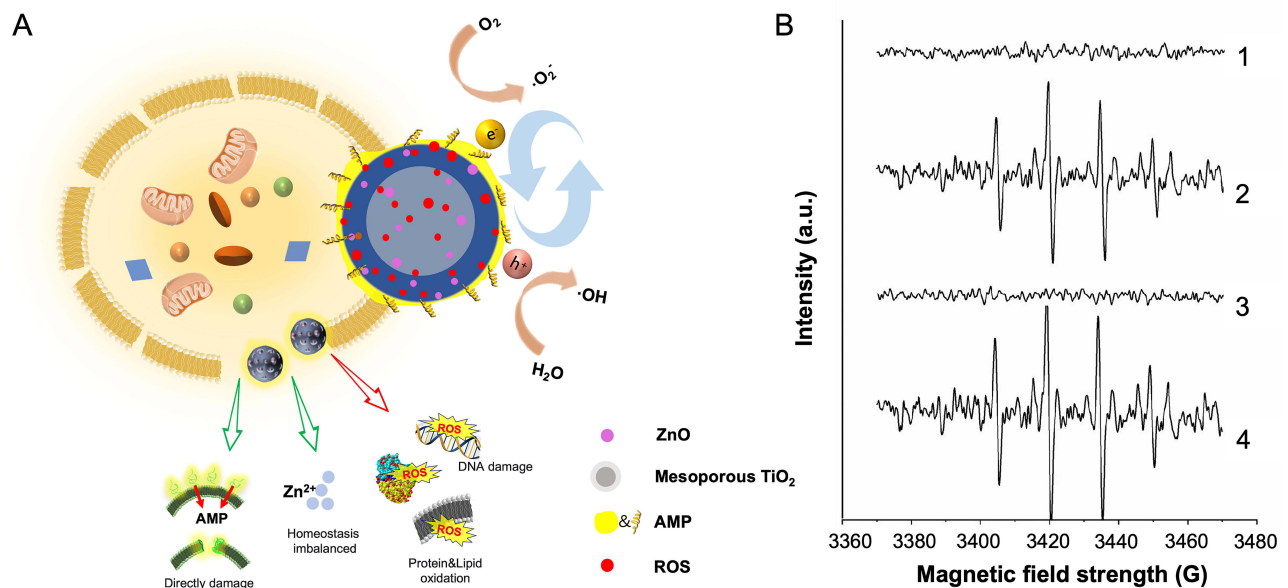 A
O₂
·O₂⁻
e⁻
h⁺
·OH
H₂O
AMP
Directly damage
Zn²⁺
Homeostasis
imbalanced
ROS
DNA damage
ROS
ROS
Protein&Lipid
oxidation
ZnO
Mesoporous TiO₂
& AMP
ROS
B
Intensity (a.u.)
1
2
3
4
3360 3380 3400 3420 3440 3460 3480
Magnetic field strength (G)